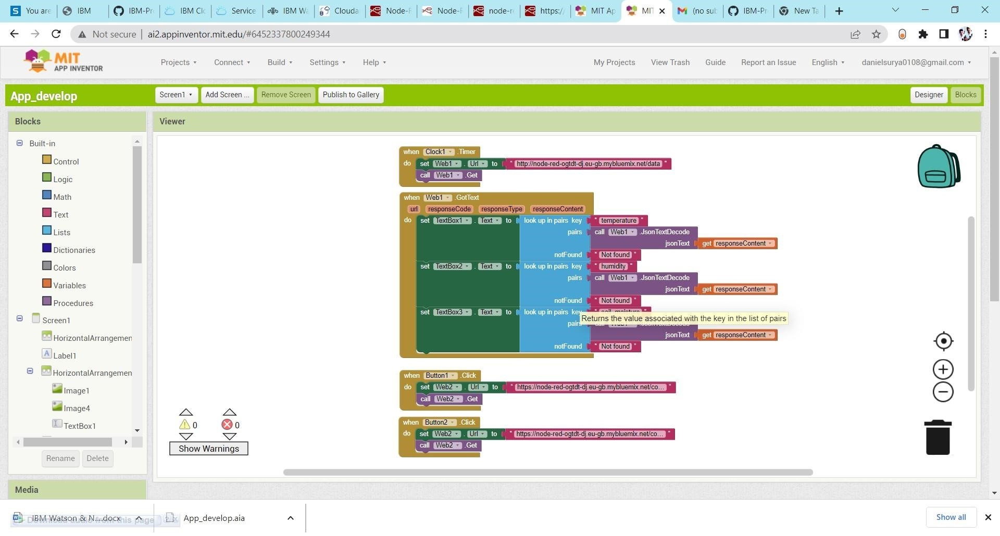 You are
IBM
IBM-Pr
IBM Cl
Service
IBM Wa
Cloudа
Node-R
Node-R
node-re
https:/
MIT Ap
MIT
(no sub
IBM-Pr
New Ta
Not secure
ai2.appinventor.mit.edu/#6452337800249344
MIT
APP INVENTOR
Projects
Connect
Build
Settings
Help
My Projects
View Trash
Guide
Report an Issue
English
danielsurya0108@gmail.com
App_develop
Screen1
Add Screen ...
Remove Screen
Publish to Gallery
Designer
Blocks
Blocks
Viewer
Built-in
Control
Logic
Math
Text
Lists
Dictionaries
Colors
Variables
Procedures
Screen1
HorizontalArrangemen
Label1
HorizontalArrangemen
Image1
Image4
TextBox1
Rename
Delete
Media
when Clock1 .Timer
do set Web1 . Url to " http://node-red-ogtdt-dj.eu-gb.mybluemix.net/data "
call Web1 .Get
when Web1 .GotText
url responseCode responseType responseContent
do set TextBox1 . Text to look up in pairs key " temperature "
pairs call Web1 .JsonTextDecode
jsonText get responseContent
notFound " Not found "
set TextBox2 . Text to look up in pairs key " humidity "
pairs call Web1 .JsonTextDecode
jsonText get responseContent
notFound " Not found "
set TextBox3 . Text to look up in pairs key
Returns the value associated with the key in the list of pairs
pairs
jsonText get responseContent
notFound " Not found "
when Button1 .Click
do set Web2 . Url to " https://node-red-ogtdt-dj.eu-gb.mybluemix.net/co... "
call Web2 .Get
when Button2 .Click
do set Web2 . Url to " https://node-red-ogtdt-dj.eu-gb.mybluemix.net/co... "
call Web2 .Get
0
0
Show Warnings
IBM Watson & N....docx
Download audio from this page
App_develop.aia
Show all